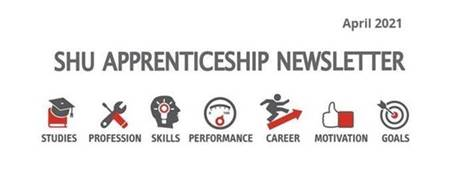 April 2021
SHU APPRENTICESHIP NEWSLETTER
STUDIES PROFESSION SKILLS PERFORMANCE CAREER MOTIVATION GOALS